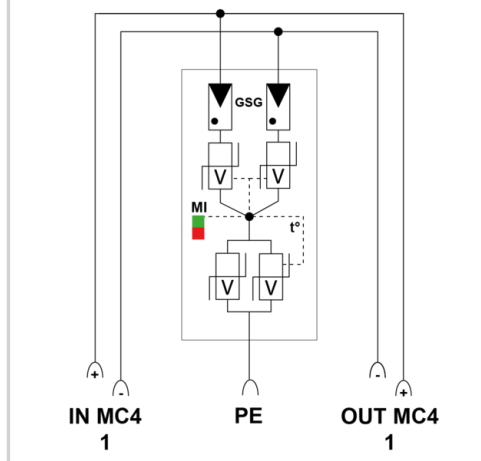 GSG
V V
MI
t°
V V
+ - - +
IN MC4 PE OUT MC4
1 1